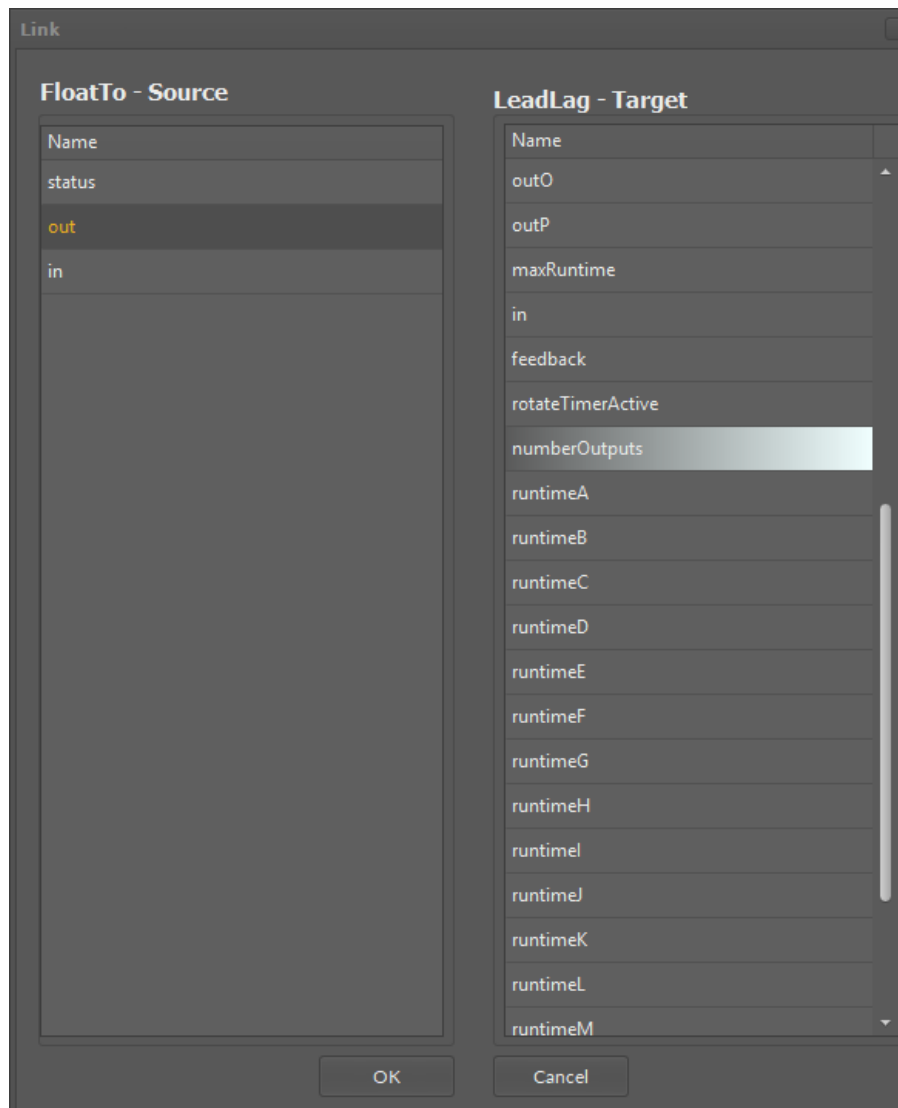 Link
FloatTo - Source
Name
status
out
in
LeadLag - Target
Name
outO
outP
maxRuntime
in
feedback
rotateTimerActive
numberOutputs
runtimeA
runtimeB
runtimeC
runtimeD
runtimeE
runtimeF
runtimeG
runtimeH
runtimeI
runtimeJ
runtimeK
runtimeL
runtimeM
OK
Cancel